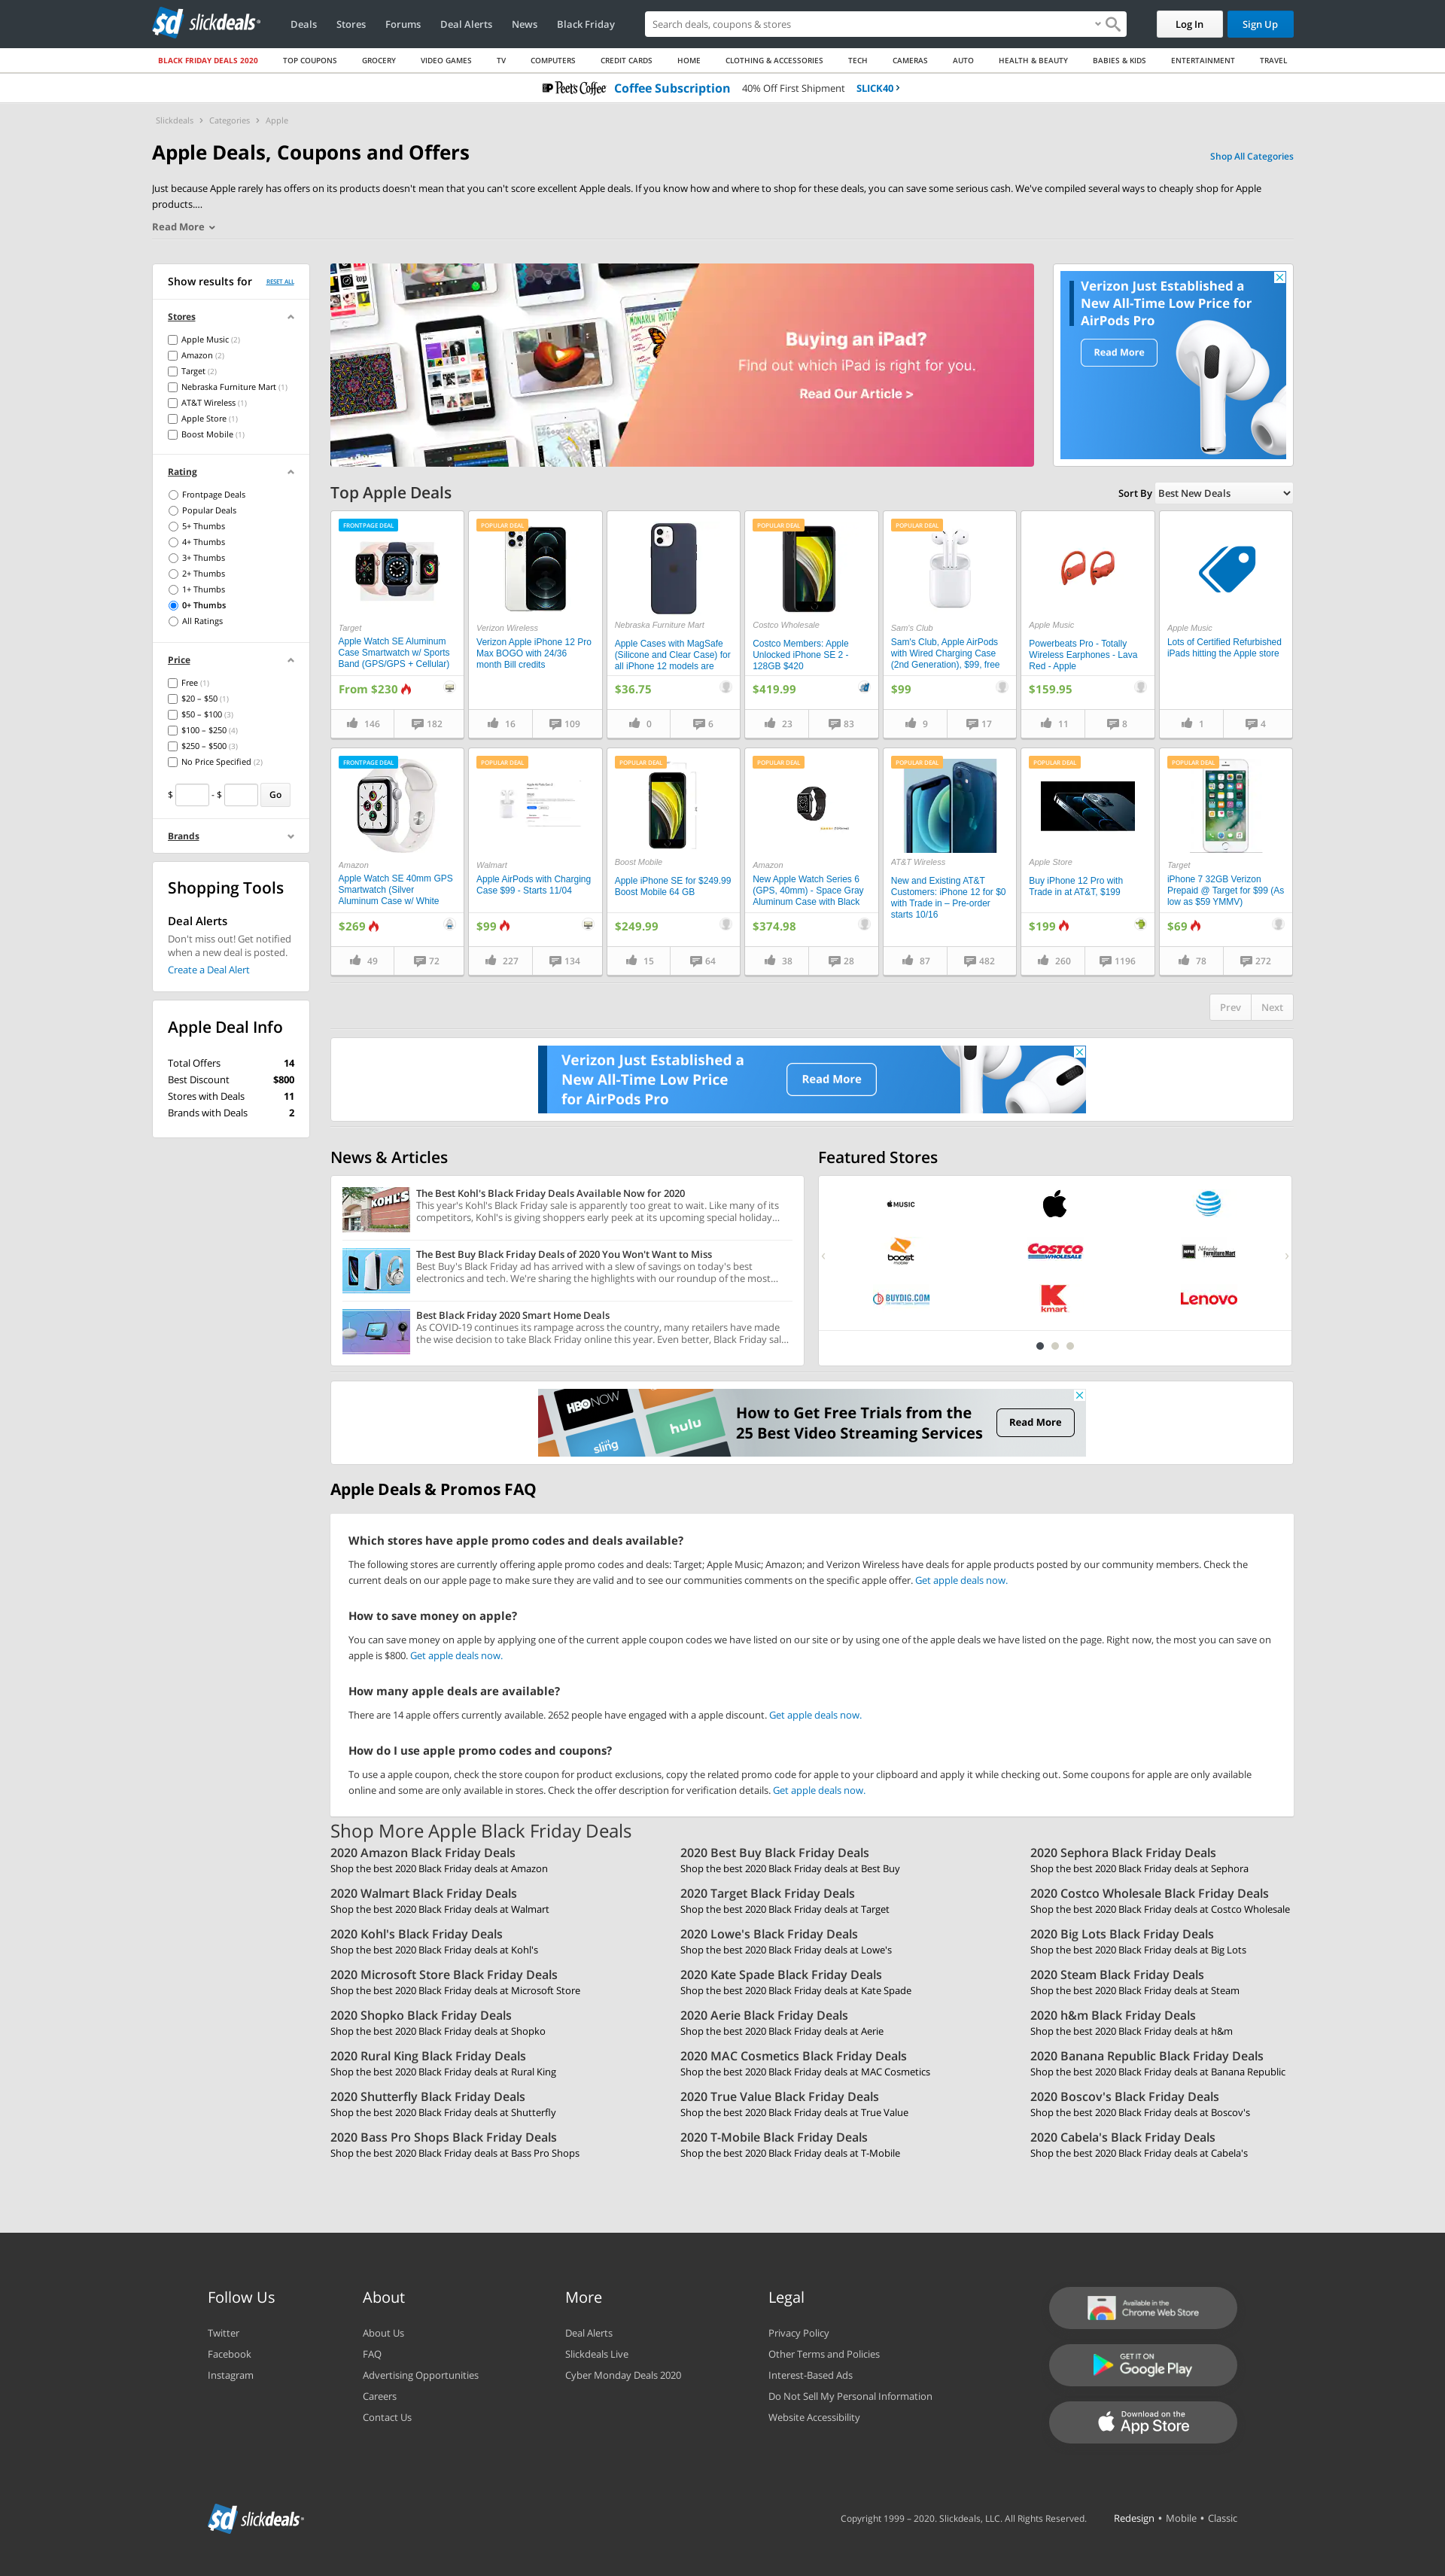 slickdeals
Deals
Stores
Forums
Deal Alerts
News
Black Friday
Search deals, coupons & stores
Log In
Sign Up
BLACK FRIDAY DEALS 2020
TOP COUPONS
GROCERY
VIDEO GAMES
TV
COMPUTERS
CREDIT CARDS
HOME
CLOTHING & ACCESSORIES
TECH
CAMERAS
AUTO
HEALTH & BEAUTY
BABIES & KIDS
ENTERTAINMENT
TRAVEL
Peet's Coffee Coffee Subscription 40% Off First Shipment SLICK40
Slickdeals > Categories > Apple
Apple Deals, Coupons and Offers
Shop All Categories
Just because Apple rarely has offers on its products doesn't mean that you can't score excellent Apple deals. If you know how and where to shop for these deals, you can save some serious cash. We've compiled several ways to cheaply shop for Apple
products....
Read More
Show results for
RESET ALL
Stores
Apple Music (2)
Amazon (2)
Target (2)
Nebraska Furniture Mart (1)
AT&T Wireless (1)
Apple Store (1)
Boost Mobile (1)
Rating
Frontpage Deals
Popular Deals
5+ Thumbs
4+ Thumbs
3+ Thumbs
2+ Thumbs
1+ Thumbs
0+ Thumbs
All Ratings
Price
Free (1)
$20 – $50 (1)
$50 – $100 (3)
$100 – $250 (4)
$250 – $500 (3)
No Price Specified (2)
$ - $ Go
Brands
Shopping Tools
Deal Alerts
Don't miss out! Get notified
when a new deal is posted.
Create a Deal Alert
Apple Deal Info
Total Offers 14
Best Discount $800
Stores with Deals 11
Brands with Deals 2
Buying an iPad?
Find out which iPad is right for you.
Read Our Article >
Verizon Just Established a
New All-Time Low Price for
AirPods Pro
Read More
Top Apple Deals
Sort By Best New Deals
FRONTPAGE DEAL
Target
Apple Watch SE Aluminum
Case Smartwatch w/ Sports
Band (GPS/GPS + Cellular)
From $230
146 182
POPULAR DEAL
Verizon Wireless
Verizon Apple iPhone 12 Pro
Max BOGO with 24/36
month Bill credits
16 109
Nebraska Furniture Mart
Apple Cases with MagSafe
(Silicone and Clear Case) for
all iPhone 12 models are
$36.75
0 6
POPULAR DEAL
Costco Wholesale
Costco Members: Apple
Unlocked iPhone SE 2 -
128GB $420
$419.99
23 83
POPULAR DEAL
Sam's Club
Sam's Club, Apple AirPods
with Wired Charging Case
(2nd Generation), $99, free
$99
9 17
Apple Music
Powerbeats Pro - Totally
Wireless Earphones - Lava
Red - Apple
$159.95
11 8
Apple Music
Lots of Certified Refurbished
iPads hitting the Apple store
1 4
FRONTPAGE DEAL
Amazon
Apple Watch SE 40mm GPS
Smartwatch (Silver
Aluminum Case w/ White
$269
49 72
POPULAR DEAL
Walmart
Apple AirPods with Charging
Case $99 - Starts 11/04
$99
227 134
POPULAR DEAL
Boost Mobile
Apple iPhone SE for $249.99
Boost Mobile 64 GB
$249.99
15 64
POPULAR DEAL
Amazon
New Apple Watch Series 6
(GPS, 40mm) - Space Gray
Aluminum Case with Black
$374.98
38 28
POPULAR DEAL
AT&T Wireless
New and Existing AT&T
Customers: iPhone 12 for $0
with Trade in – Pre-order
starts 10/16
87 482
POPULAR DEAL
Apple Store
Buy iPhone 12 Pro with
Trade in at AT&T, $199
$199
260 1196
POPULAR DEAL
Target
iPhone 7 32GB Verizon
Prepaid @ Target for $99 (As
low as $59 YMMV)
$69
78 272
Prev Next
Verizon Just Established a
New All-Time Low Price
for AirPods Pro
Read More
News & Articles
KOHL'S
The Best Kohl's Black Friday Deals Available Now for 2020
This year's Kohl's Black Friday sale is apparently too great to wait. Like many of its
competitors, Kohl's is giving shoppers early peek at its upcoming special holiday...
The Best Buy Black Friday Deals of 2020 You Won't Want to Miss
Best Buy's Black Friday ad has arrived with a slew of savings on today's best
electronics and tech. We're sharing the highlights with our roundup of the most...
Best Black Friday 2020 Smart Home Deals
As COVID-19 continues its rampage across the country, many retailers have made
the wise decision to take Black Friday online this year. Even better, Black Friday sal...
Featured Stores
MUSIC
boost mobile
COSTCO WHOLESALE
NFM Nebraska Furniture Mart
BUYDIG.COM
kmart
Lenovo
HBO NOW
sling
hulu
How to Get Free Trials from the
25 Best Video Streaming Services
Read More
Apple Deals & Promos FAQ
Which stores have apple promo codes and deals available?
The following stores are currently offering apple promo codes and deals: Target; Apple Music; Amazon; and Verizon Wireless have deals for apple products posted by our community members. Check the
current deals on our apple page to make sure they are valid and to see our communities comments on the specific apple offer. Get apple deals now.
How to save money on apple?
You can save money on apple by applying one of the current apple coupon codes we have listed on our site or by using one of the apple deals we have listed on the page. Right now, the most you can save on
apple is $800. Get apple deals now.
How many apple deals are available?
There are 14 apple offers currently available. 2652 people have engaged with a apple discount. Get apple deals now.
How do I use apple promo codes and coupons?
To use a apple coupon, check the store coupon for product exclusions, copy the related promo code for apple to your clipboard and apply it while checking out. Some coupons for apple are only available
online and some are only available in stores. Check the offer description for verification details. Get apple deals now.
Shop More Apple Black Friday Deals
2020 Amazon Black Friday Deals
Shop the best 2020 Black Friday deals at Amazon
2020 Best Buy Black Friday Deals
Shop the best 2020 Black Friday deals at Best Buy
2020 Sephora Black Friday Deals
Shop the best 2020 Black Friday deals at Sephora
2020 Walmart Black Friday Deals
Shop the best 2020 Black Friday deals at Walmart
2020 Target Black Friday Deals
Shop the best 2020 Black Friday deals at Target
2020 Costco Wholesale Black Friday Deals
Shop the best 2020 Black Friday deals at Costco Wholesale
2020 Kohl's Black Friday Deals
Shop the best 2020 Black Friday deals at Kohl's
2020 Lowe's Black Friday Deals
Shop the best 2020 Black Friday deals at Lowe's
2020 Big Lots Black Friday Deals
Shop the best 2020 Black Friday deals at Big Lots
2020 Microsoft Store Black Friday Deals
Shop the best 2020 Black Friday deals at Microsoft Store
2020 Kate Spade Black Friday Deals
Shop the best 2020 Black Friday deals at Kate Spade
2020 Steam Black Friday Deals
Shop the best 2020 Black Friday deals at Steam
2020 Shopko Black Friday Deals
Shop the best 2020 Black Friday deals at Shopko
2020 Aerie Black Friday Deals
Shop the best 2020 Black Friday deals at Aerie
2020 h&m Black Friday Deals
Shop the best 2020 Black Friday deals at h&m
2020 Rural King Black Friday Deals
Shop the best 2020 Black Friday deals at Rural King
2020 MAC Cosmetics Black Friday Deals
Shop the best 2020 Black Friday deals at MAC Cosmetics
2020 Banana Republic Black Friday Deals
Shop the best 2020 Black Friday deals at Banana Republic
2020 Shutterfly Black Friday Deals
Shop the best 2020 Black Friday deals at Shutterfly
2020 True Value Black Friday Deals
Shop the best 2020 Black Friday deals at True Value
2020 Boscov's Black Friday Deals
Shop the best 2020 Black Friday deals at Boscov's
2020 Bass Pro Shops Black Friday Deals
Shop the best 2020 Black Friday deals at Bass Pro Shops
2020 T-Mobile Black Friday Deals
Shop the best 2020 Black Friday deals at T-Mobile
2020 Cabela's Black Friday Deals
Shop the best 2020 Black Friday deals at Cabela's
Follow Us
Twitter
Facebook
Instagram
About
About Us
FAQ
Advertising Opportunities
Careers
Contact Us
More
Deal Alerts
Slickdeals Live
Cyber Monday Deals 2020
Legal
Privacy Policy
Other Terms and Policies
Interest-Based Ads
Do Not Sell My Personal Information
Website Accessibility
Available in the
Chrome Web Store
GET IT ON
Google Play
Download on the
App Store
slickdeals
Copyright 1999 – 2020. Slickdeals, LLC. All Rights Reserved.
Redesign • Mobile • Classic